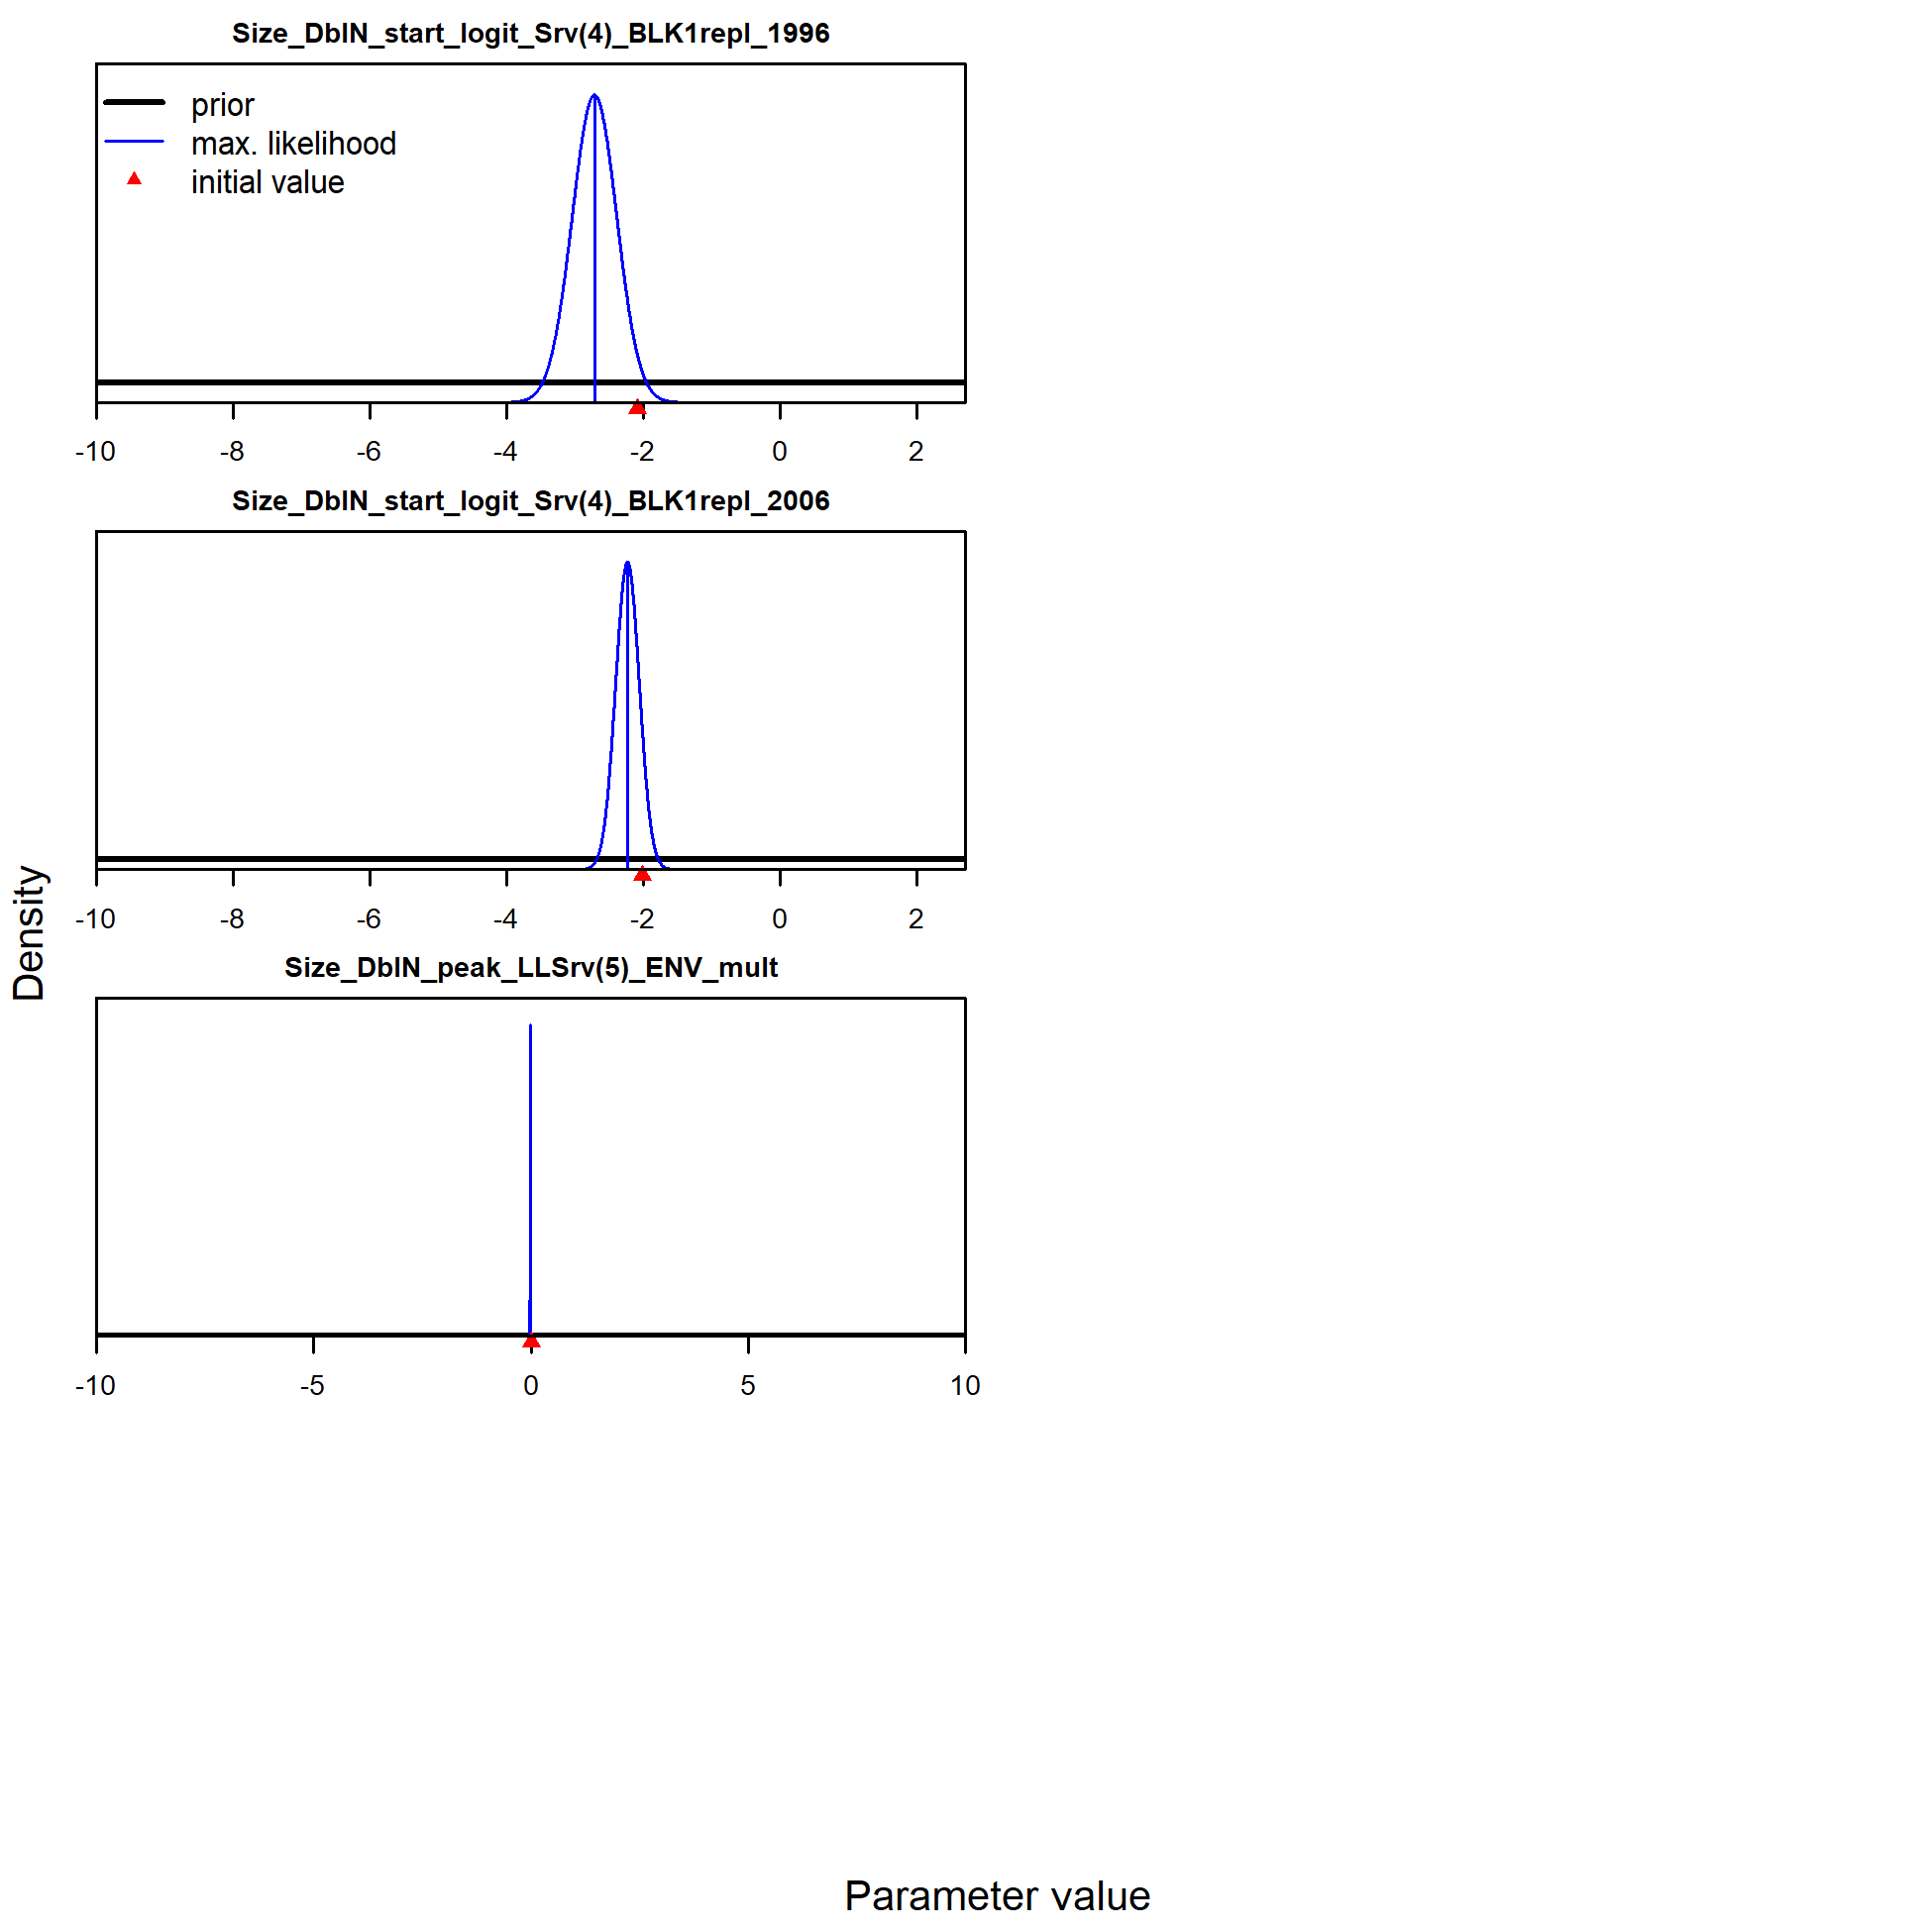 Size_DblN_start_logit_Srv(4)_BLK1repl_1996
prior
max. likelihood
initial value
-10 -8 -6 -4 -2 0 2
Size_DblN_start_logit_Srv(4)_BLK1repl_2006
-10 -8 -6 -4 -2 0 2
Density
Size_DblN_peak_LLSrv(5)_ENV_mult
-10 -5 0 5 10
Parameter value